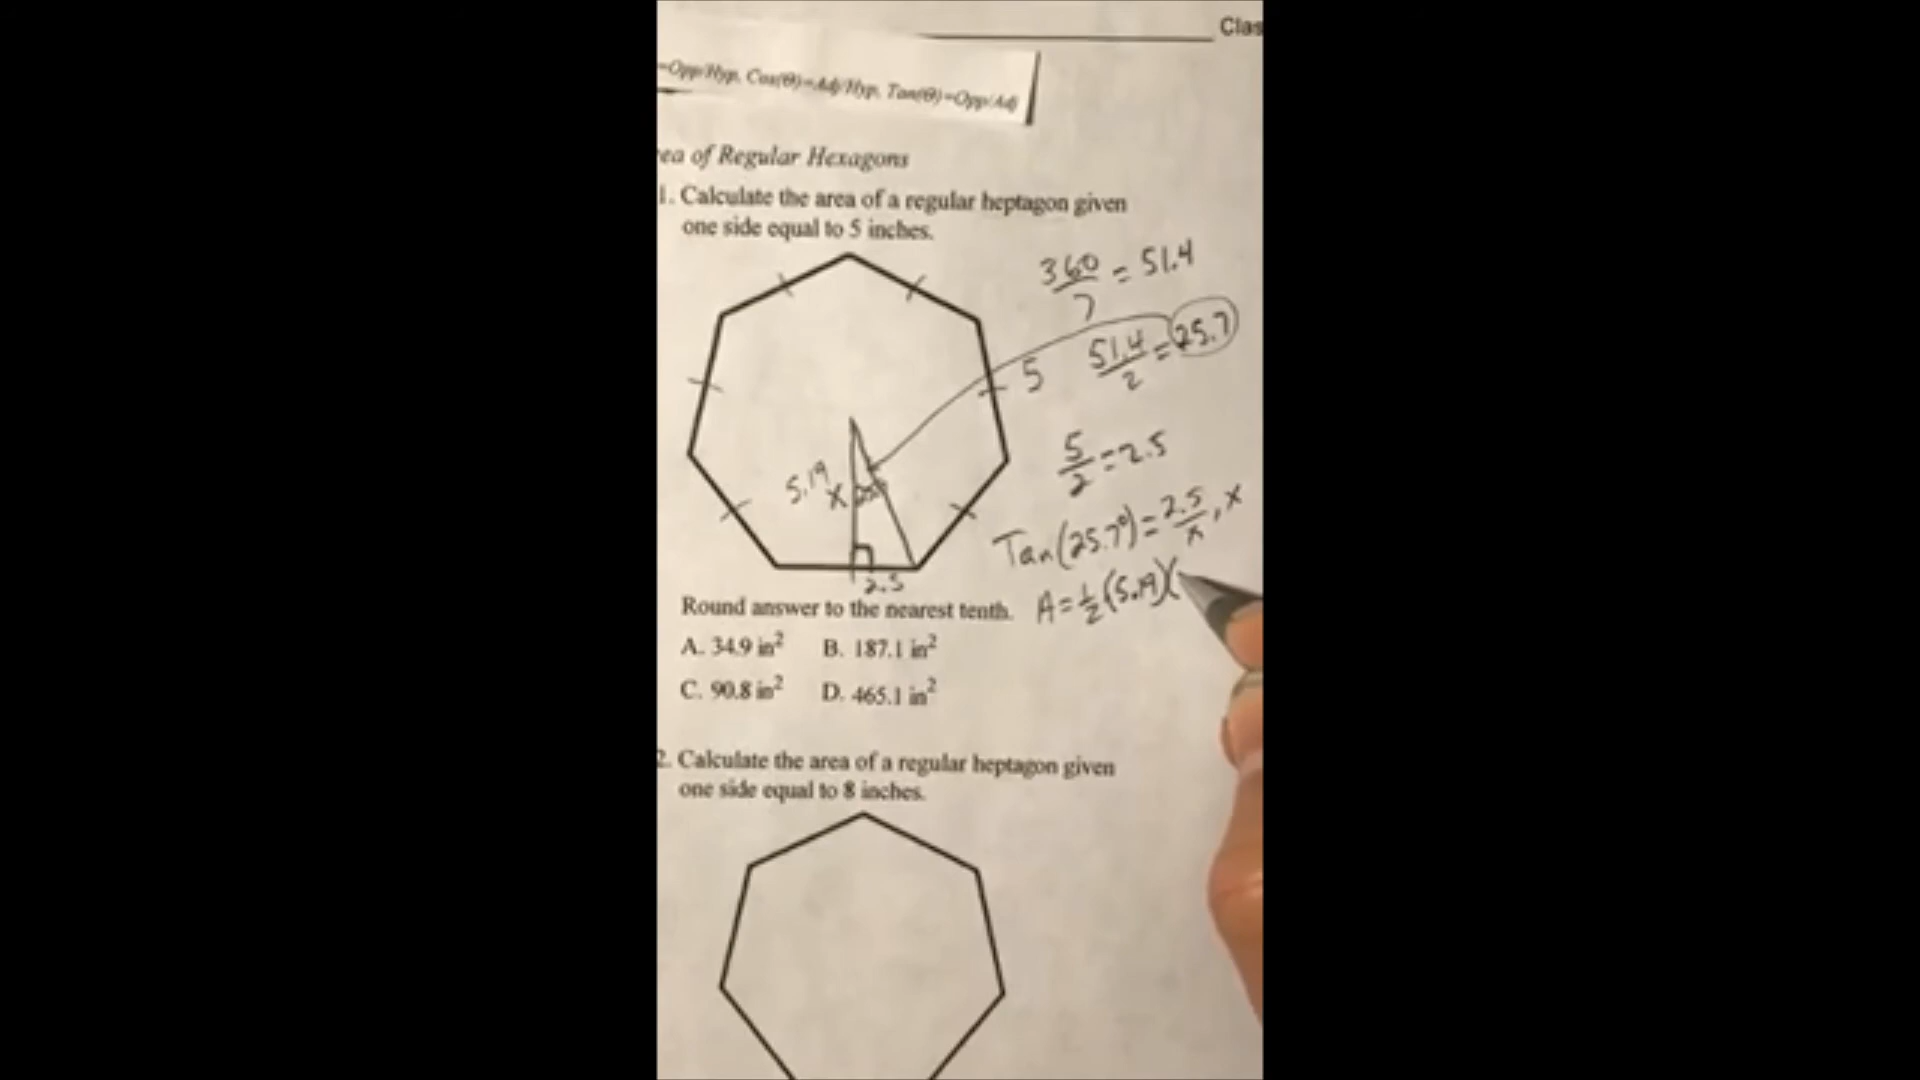 Clas
=Opp/Hyp, Cos(θ)=Adj/Hyp, Tan(θ)=Opp/Adj
ea of Regular Hexagons
1. Calculate the area of a regular heptagon given
one side equal to 5 inches.
360/7 = 51.4
51.4/2 = 25.7
5
5/2 = 2.5
5.19
x
Tan(25.7°) = 2.5/x , x
2.5
A = 1/2 (5.19)(
Round answer to the nearest tenth.
A. 34.9 in² B. 187.1 in²
C. 90.8 in² D. 465.1 in²
2. Calculate the area of a regular heptagon given
one side equal to 8 inches.